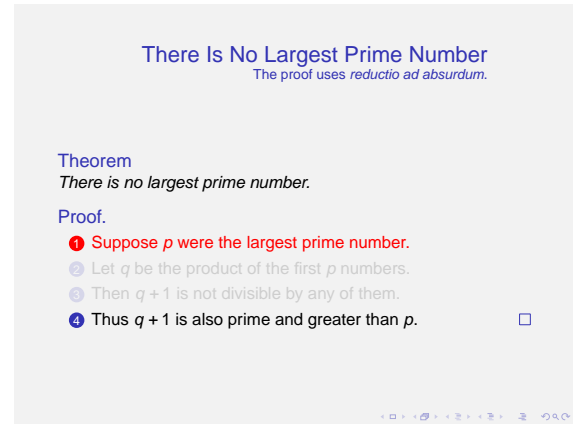 There Is No Largest Prime Number
The proof uses reductio ad absurdum.
Theorem
There is no largest prime number.
Proof.
1 Suppose p were the largest prime number.
2 Let q be the product of the first p numbers.
3 Then q + 1 is not divisible by any of them.
4 Thus q + 1 is also prime and greater than p.